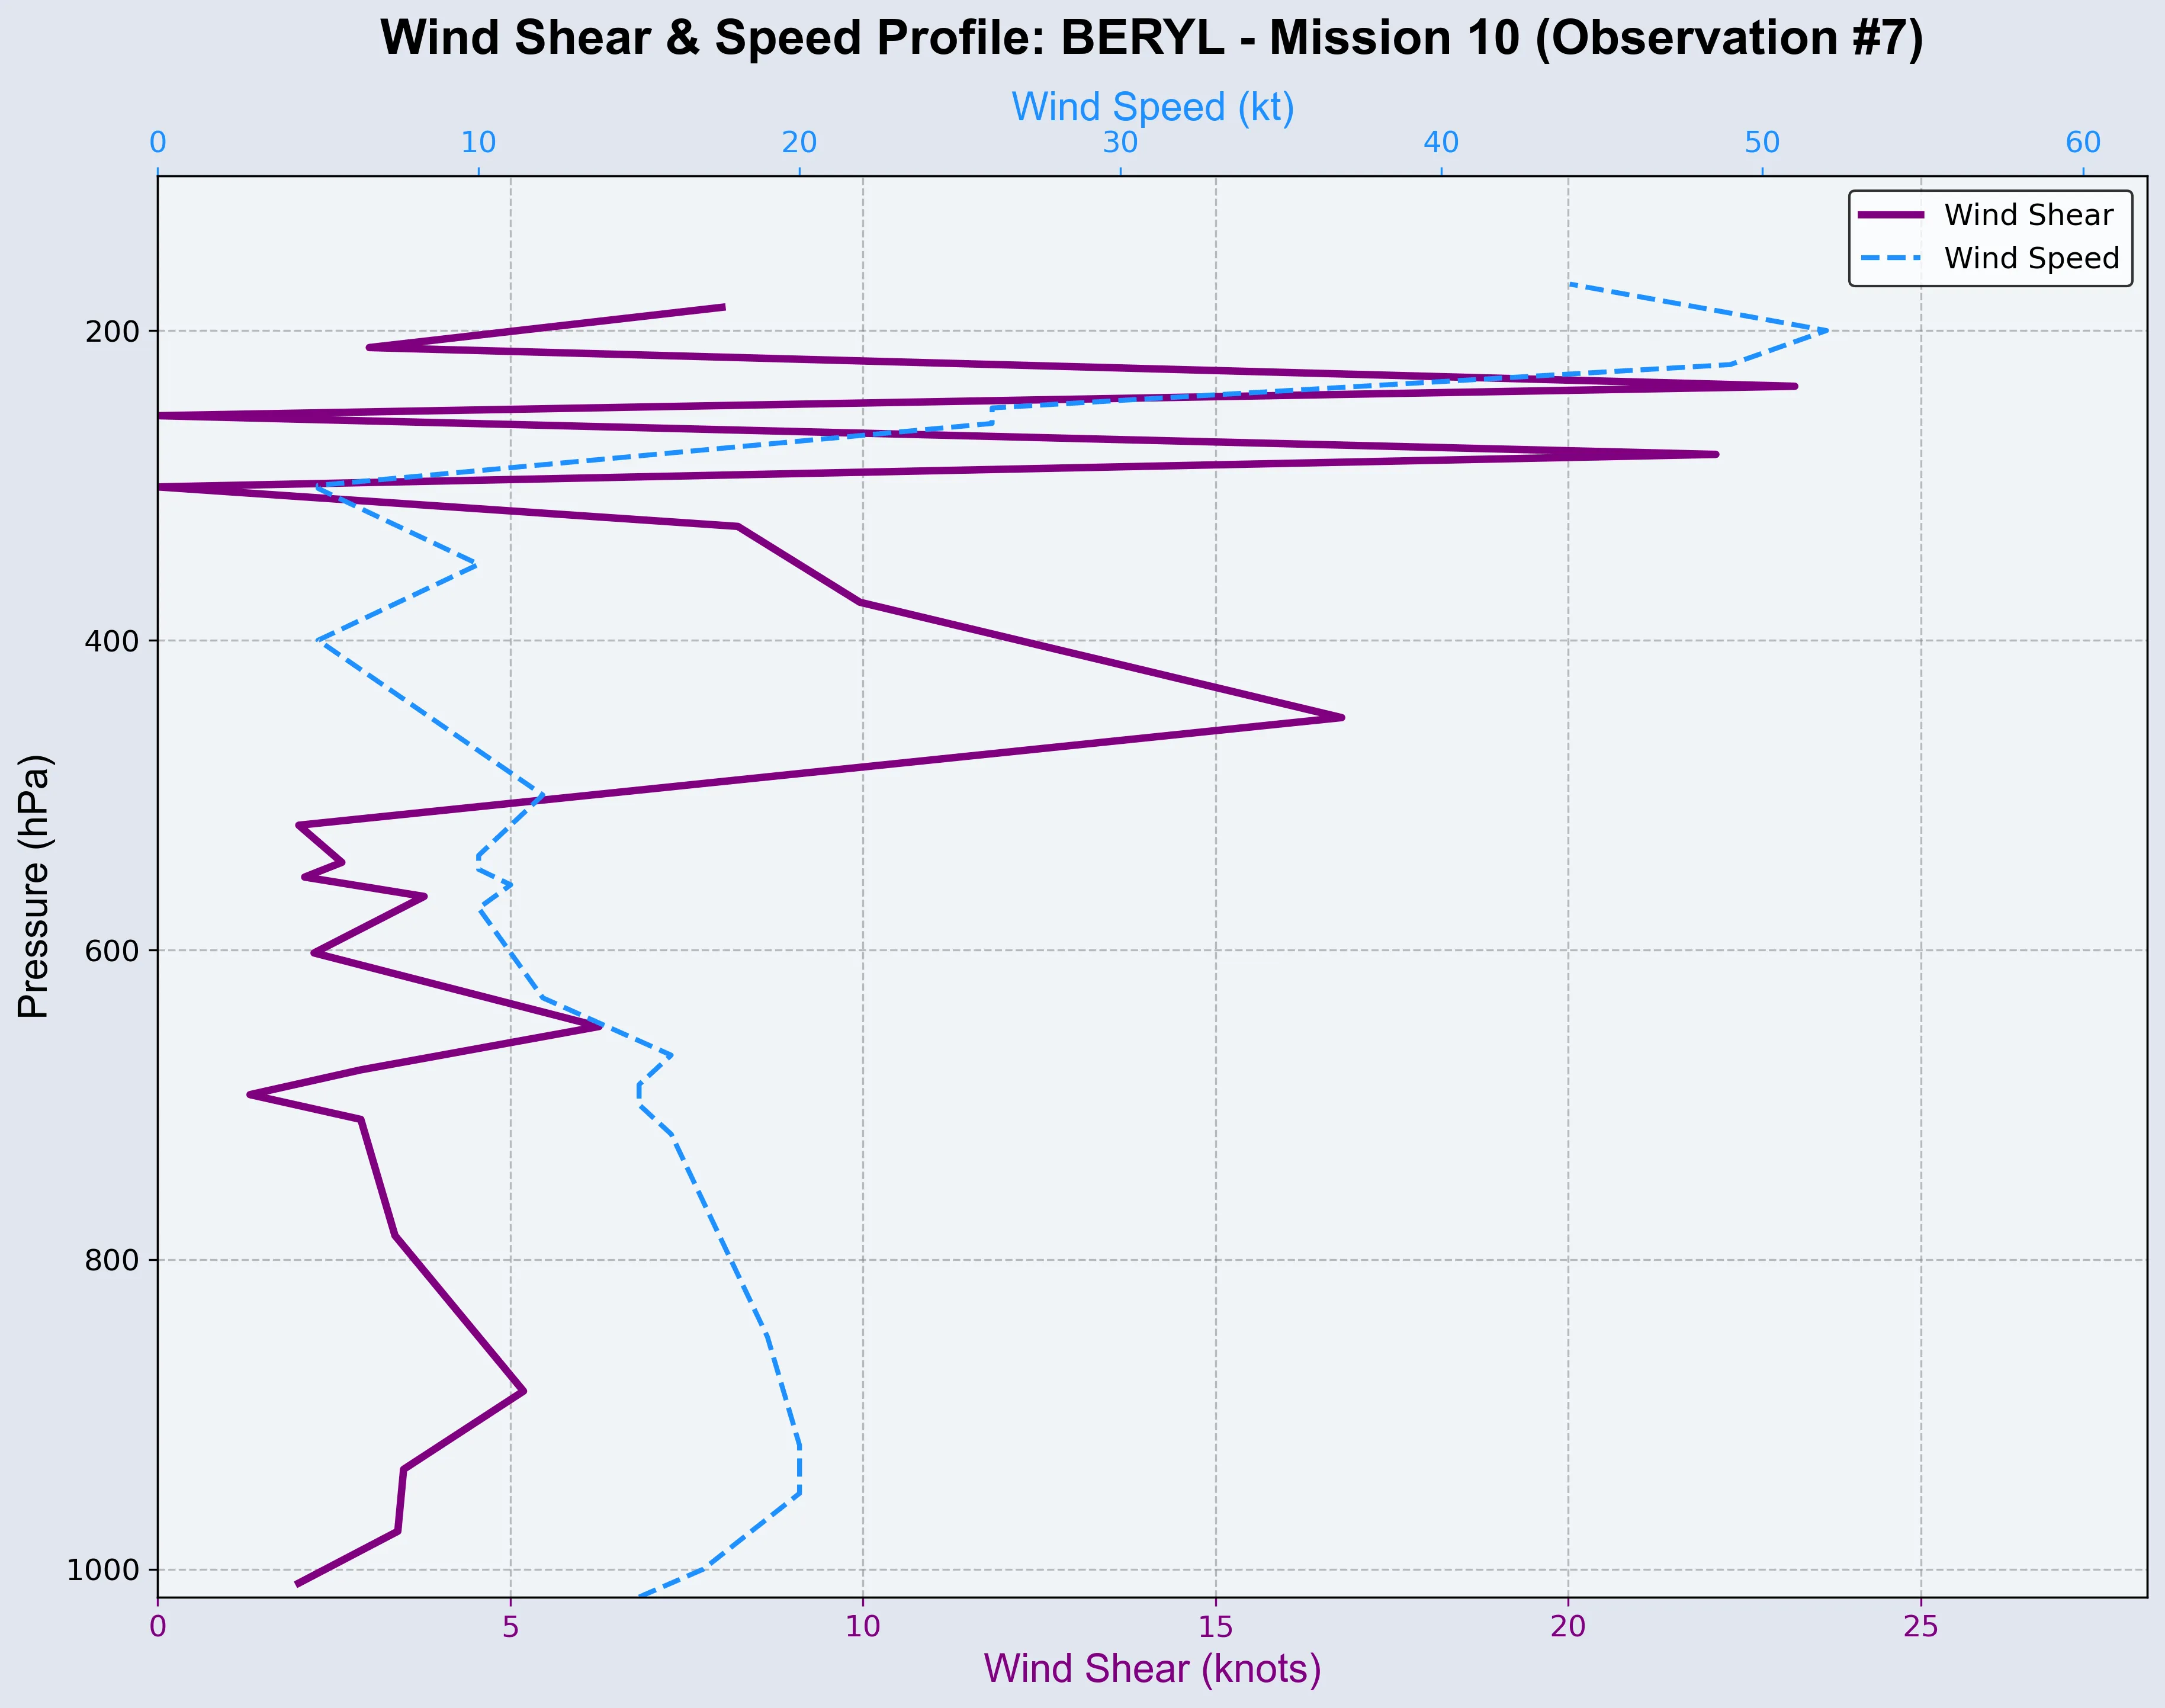 Wind Shear & Speed Profile: BERYL - Mission 10 (Observation #7)
Wind Speed (kt)
0 10 20 30 40 50 60
Wind Shear
Wind Speed
200
400
600
800
1000
Pressure (hPa)
0 5 10 15 20 25
Wind Shear (knots)